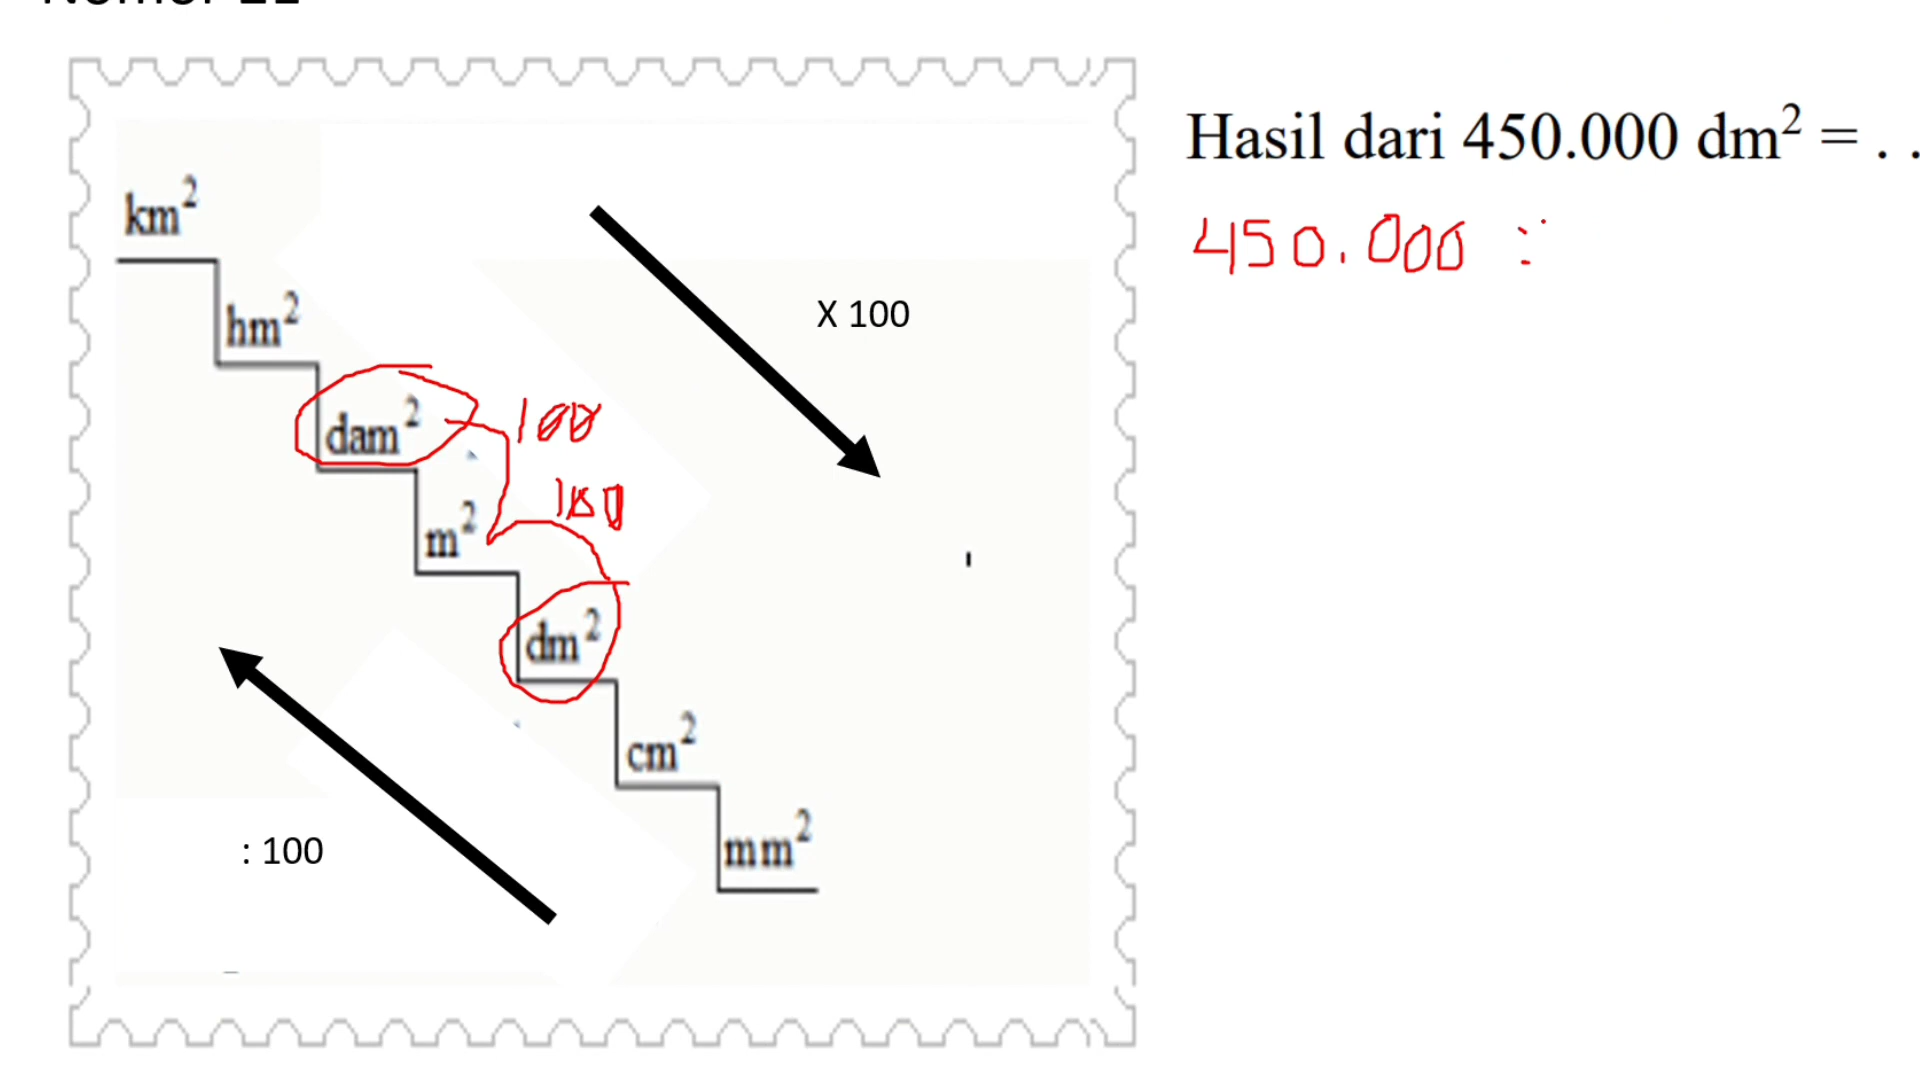 Hasil dari 450.000 dm² = . .
450.000 :
km²
hm²
dam²
100
100
m²
dm²
cm²
mm²
X 100
: 100